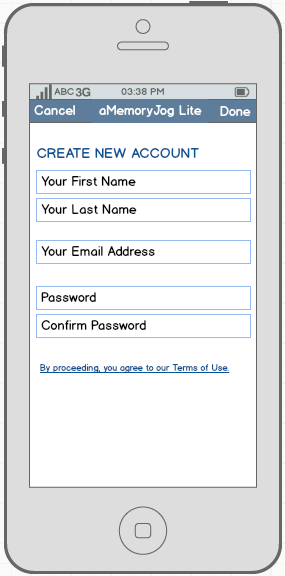 ABC 3G 03:38 PM
Cancel aMemoryJog Lite Done
CREATE NEW ACCOUNT
Your First Name
Your Last Name
Your Email Address
Password
Confirm Password
By proceeding, you agree to our Terms of Use.